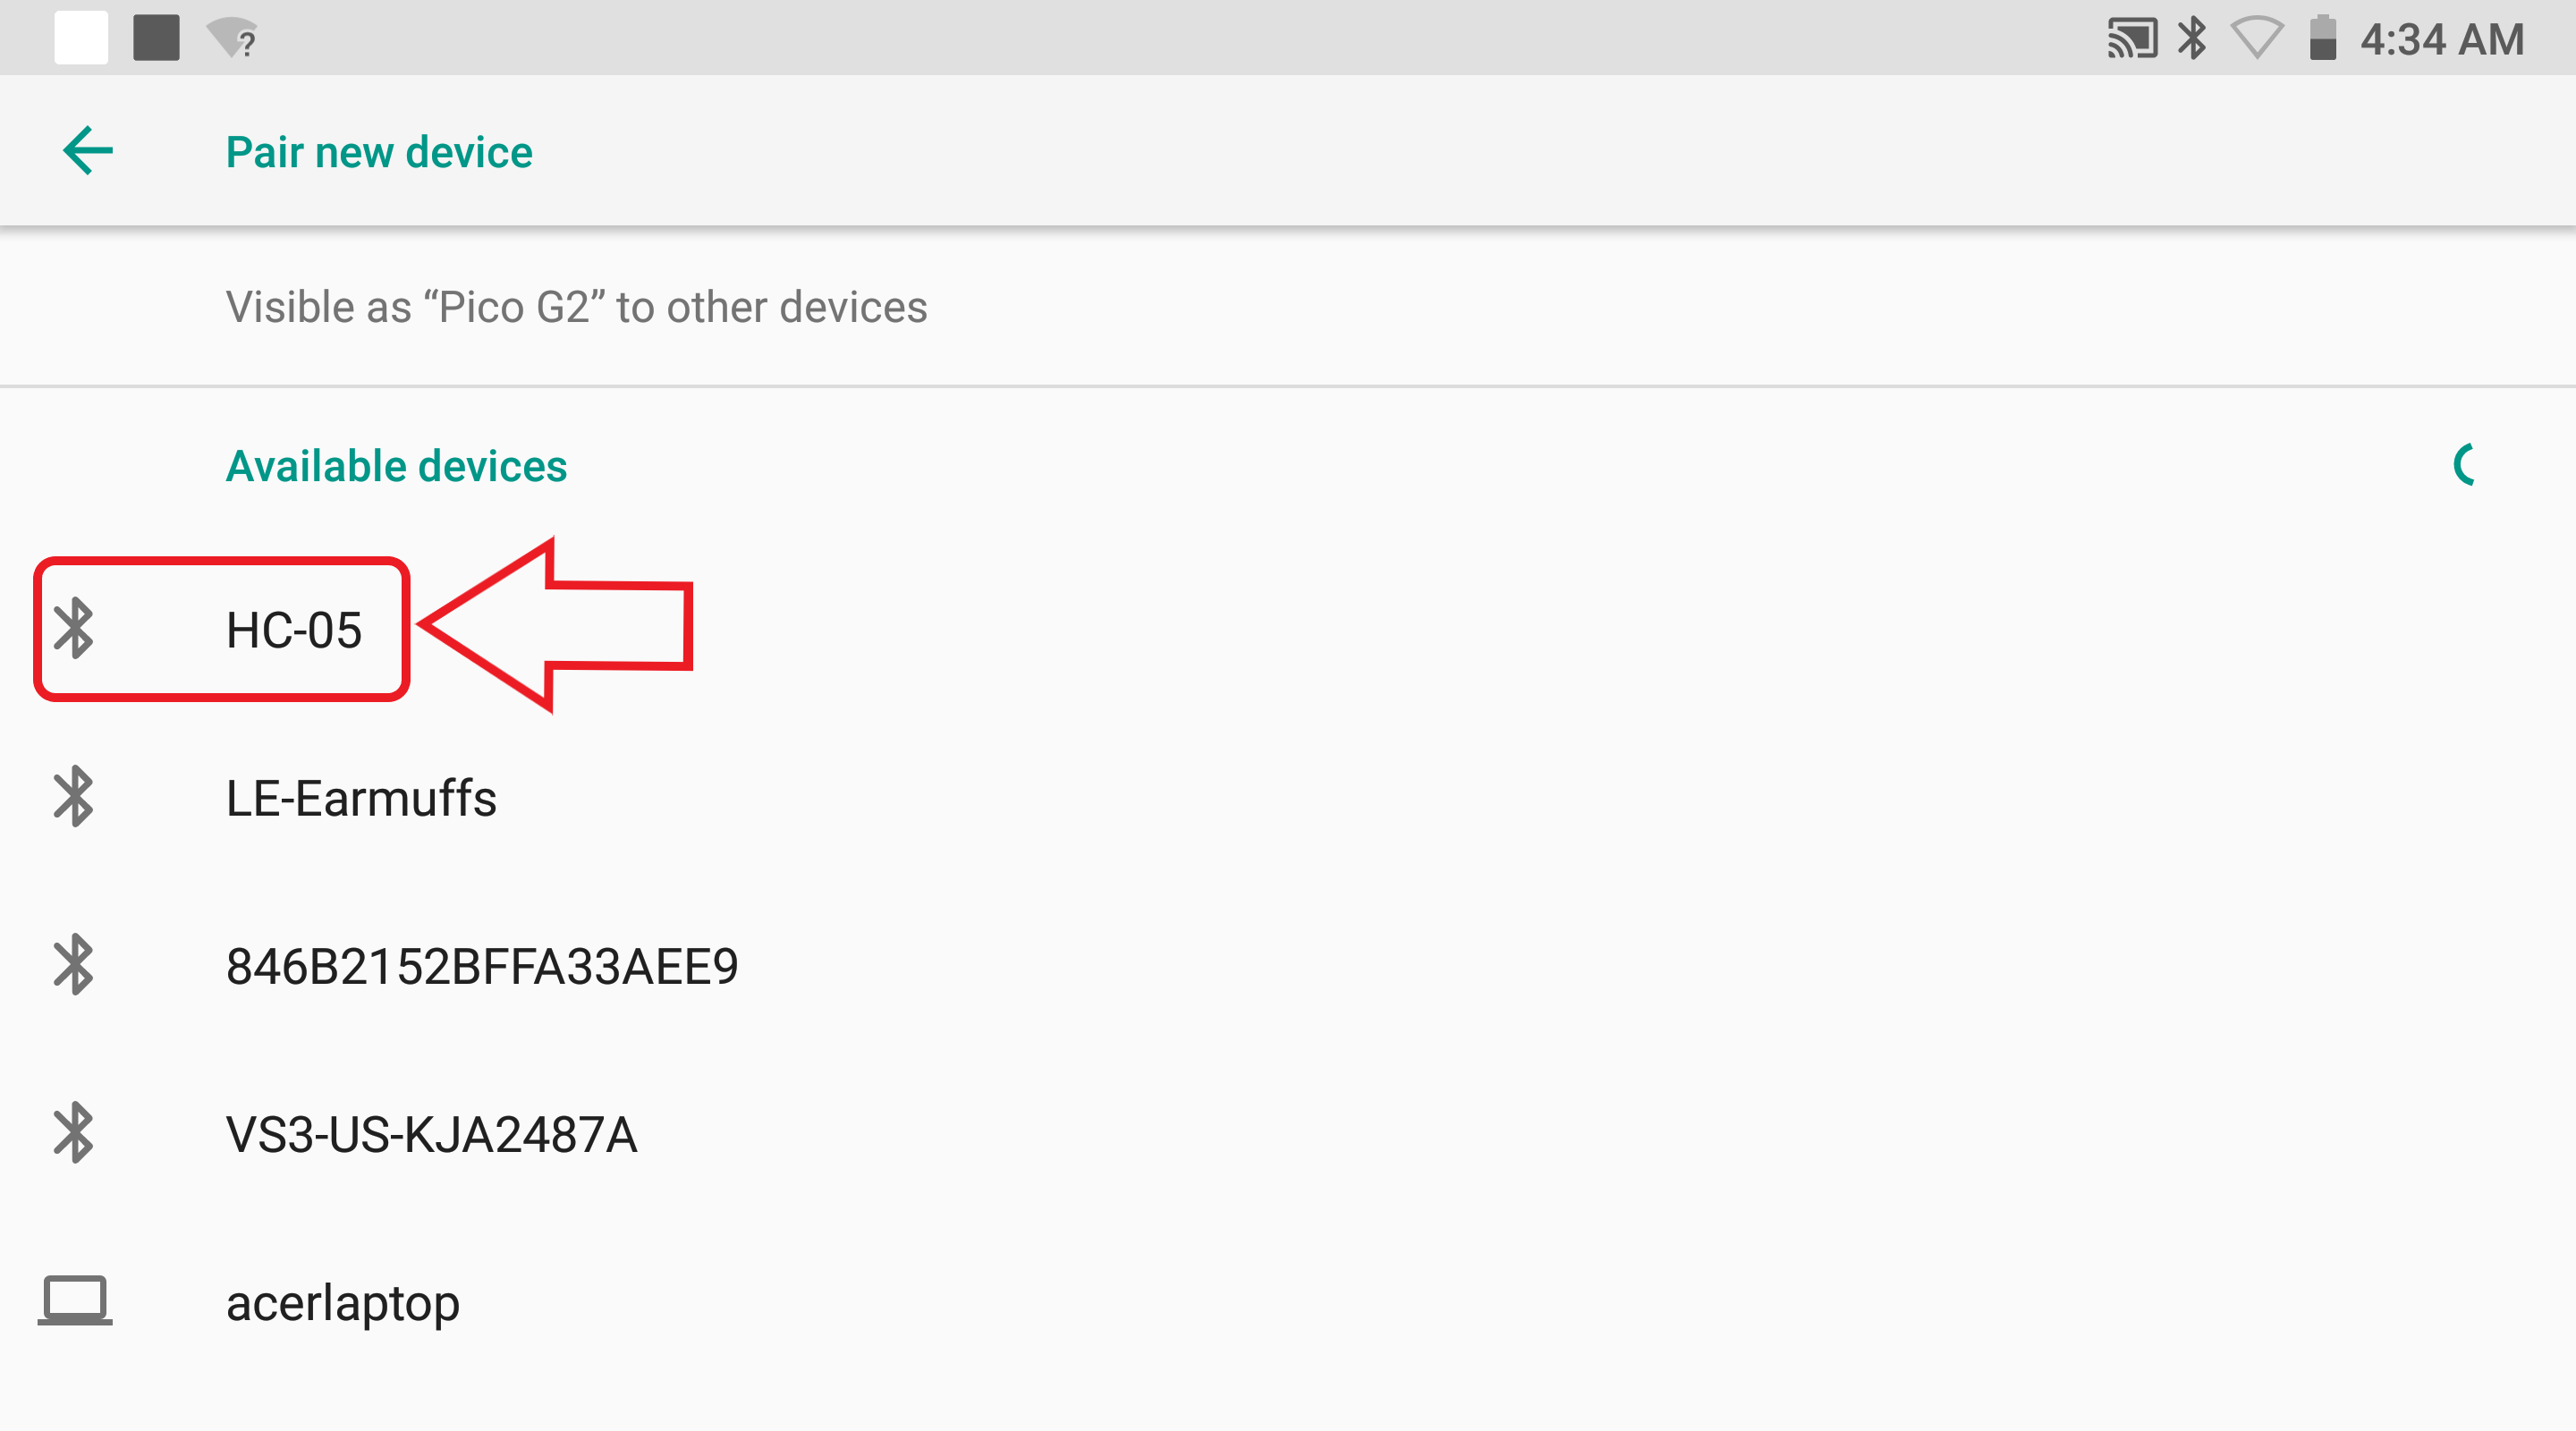 4:34 AM
Pair new device
Visible as “Pico G2” to other devices
Available devices
HC-05
LE-Earmuffs
846B2152BFFA33AEE9
VS3-US-KJA2487A
acerlaptop